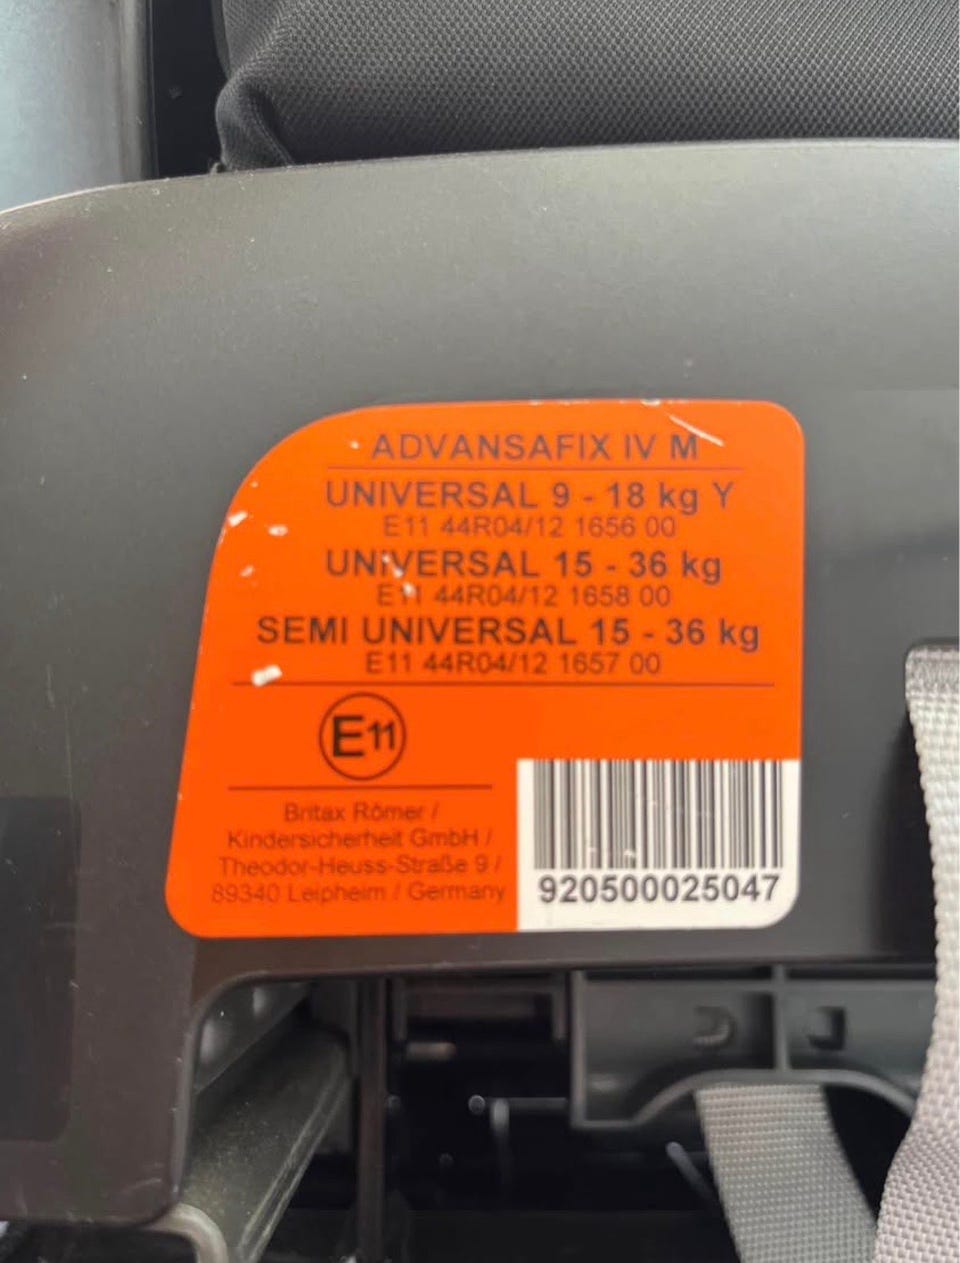 ADVANSAFIX IV M
UNIVERSAL 9 - 18 kg Y
E11 44R04/12 1656 00
UNIVERSAL 15 - 36 kg
E11 44R04/12 1658 00
SEMI UNIVERSAL 15 - 36 kg
E11 44R04/12 1657 00
E11
Britax Römer /
Kindersicherheit GmbH /
Theodor-Heuss-Straße 9 /
89340 Leipheim / Germany
920500025047